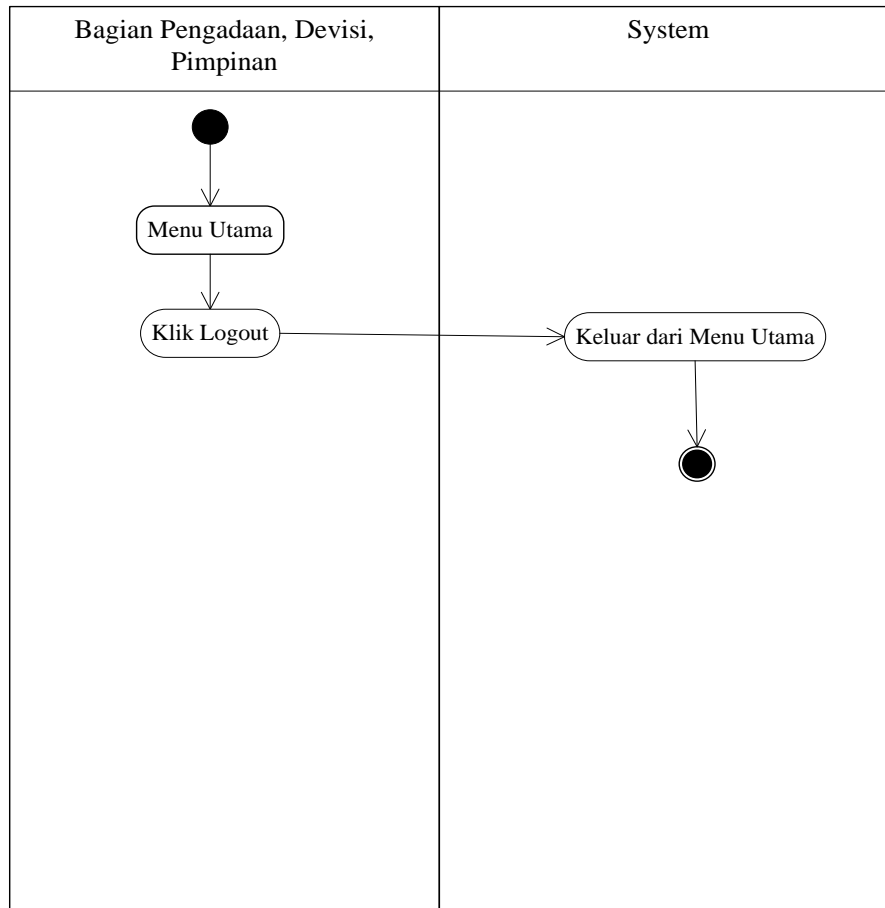 Bagian Pengadaan, Devisi,
Pimpinan
System
Menu Utama
Klik Logout
Keluar dari Menu Utama